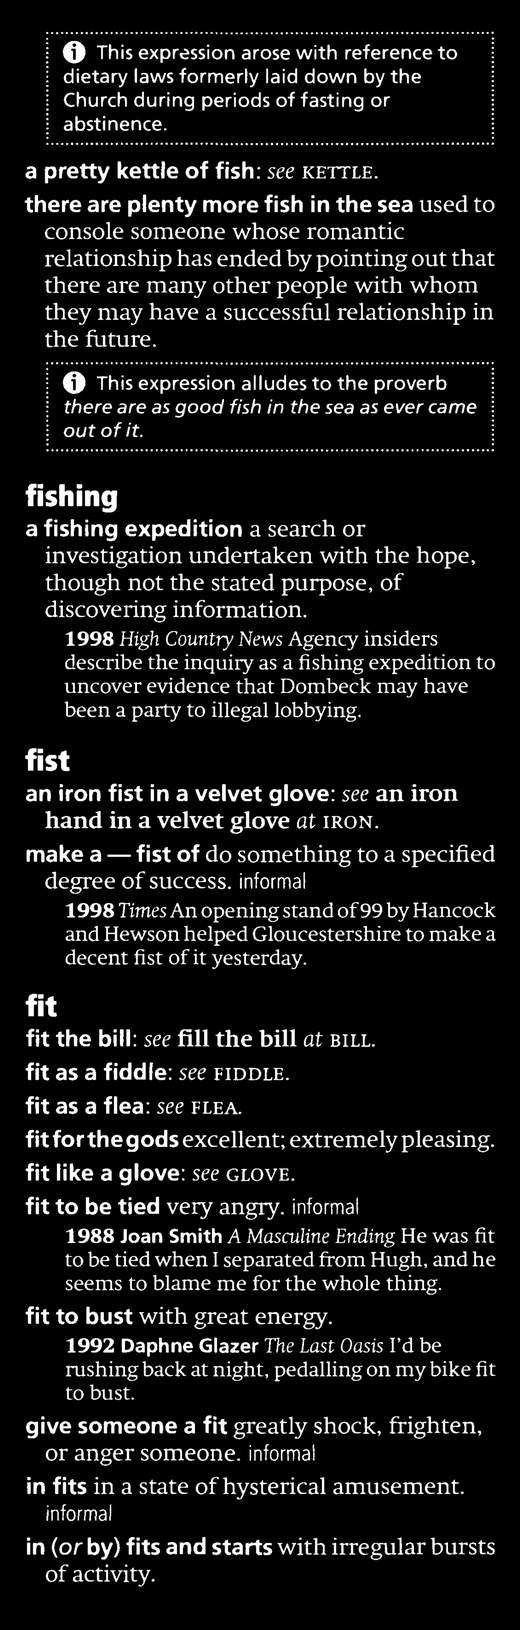 ⓘ This expression arose with reference to
dietary laws formerly laid down by the
Church during periods of fasting or
abstinence.
a pretty kettle of fish: see KETTLE.
there are plenty more fish in the sea used to
console someone whose romantic
relationship has ended by pointing out that
there are many other people with whom
they may have a successful relationship in
the future.
ⓘ This expression alludes to the proverb
there are as good fish in the sea as ever came
out of it.
fishing
a fishing expedition a search or
investigation undertaken with the hope,
though not the stated purpose, of
discovering information.
1998 High Country News Agency insiders
describe the inquiry as a fishing expedition to
uncover evidence that Dombeck may have
been a party to illegal lobbying.
fist
an iron fist in a velvet glove: see an iron
hand in a velvet glove at IRON.
make a — fist of do something to a specified
degree of success. informal
1998 Times An opening stand of 99 by Hancock
and Hewson helped Gloucestershire to make a
decent fist of it yesterday.
fit
fit the bill: see fill the bill at BILL.
fit as a fiddle: see FIDDLE.
fit as a flea: see FLEA.
fit for the gods excellent; extremely pleasing.
fit like a glove: see GLOVE.
fit to be tied very angry. informal
1988 Joan Smith A Masculine Ending He was fit
to be tied when I separated from Hugh, and he
seems to blame me for the whole thing.
fit to bust with great energy.
1992 Daphne Glazer The Last Oasis I'd be
rushing back at night, pedalling on my bike fit
to bust.
give someone a fit greatly shock, frighten,
or anger someone. informal
in fits in a state of hysterical amusement.
informal
in (or by) fits and starts with irregular bursts
of activity.